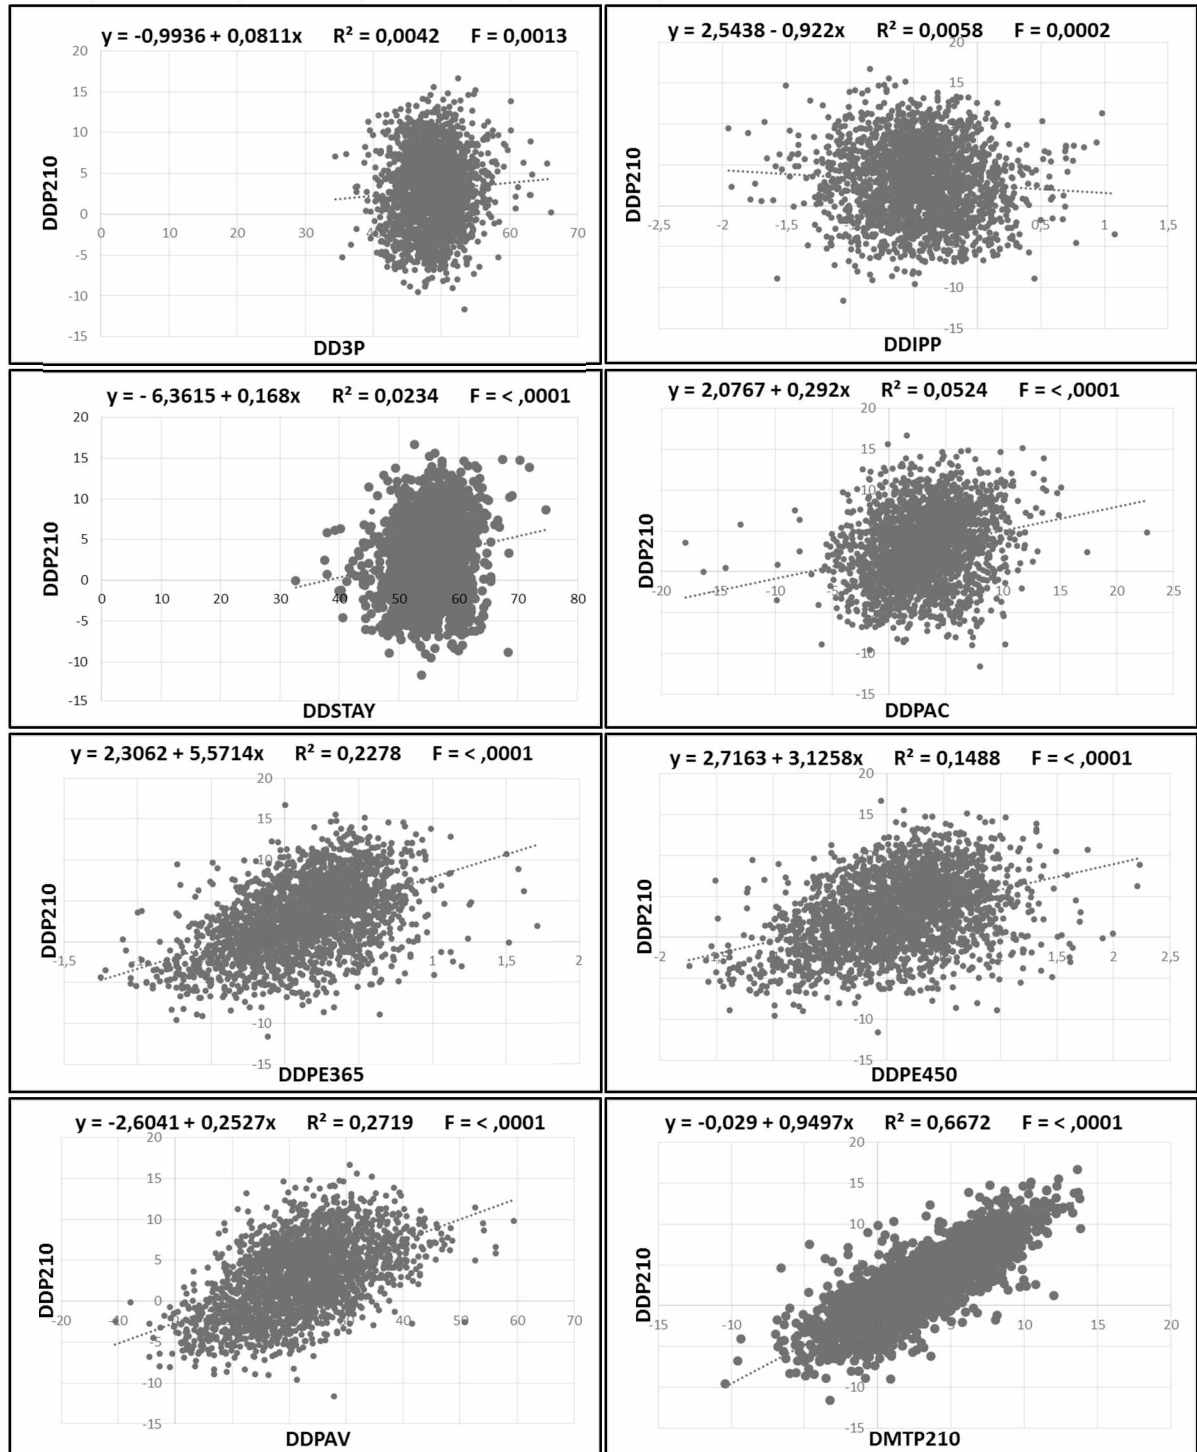 y = -0,9936 + 0,0811x R² = 0,0042 F = 0,0013
20
15
10
5
0
-5
-10
-15
0 10 20 30 40 50 60 70
DDP210
DD3P
y = 2,5438 - 0,922x R² = 0,0058 F = 0,0002
20
15
10
-10
-15
-2,5 -2 -1,5 0,5 1 1,5
DDP210
DDIPP
y = - 6,3615 + 0,168x R² = 0,0234 F = < ,0001
20
15
10
5
0
-5
-10
-15
0 10 20 30 40 50 60 70 80
DDP210
DDSTAY
y = 2,0767 + 0,292x R² = 0,0524 F = < ,0001
20
15
-10
-15
-20 -15 -10 10 15 20 25
DDP210
DDPAC
y = 2,3062 + 5,5714x R² = 0,2278 F = < ,0001
20
15
-10
-15
-1,5 1 1,5 2
DDP210
DDPE365
y = 2,7163 + 3,1258x R² = 0,1488 F = < ,0001
20
15
-10
-15
-2 -1,5 1,5 2 2,5
DDP210
DDPE450
y = -2,6041 + 0,2527x R² = 0,2719 F = < ,0001
20
15
10
5
0
-5
-10
-15
-20 -10 40 50 60 70
DDP210
DDPAV
y = -0,029 + 0,9497x R² = 0,6672 F = < ,0001
20
15
10
-10
-15
-15 -10 10 15 20
DDP210
DMTP210